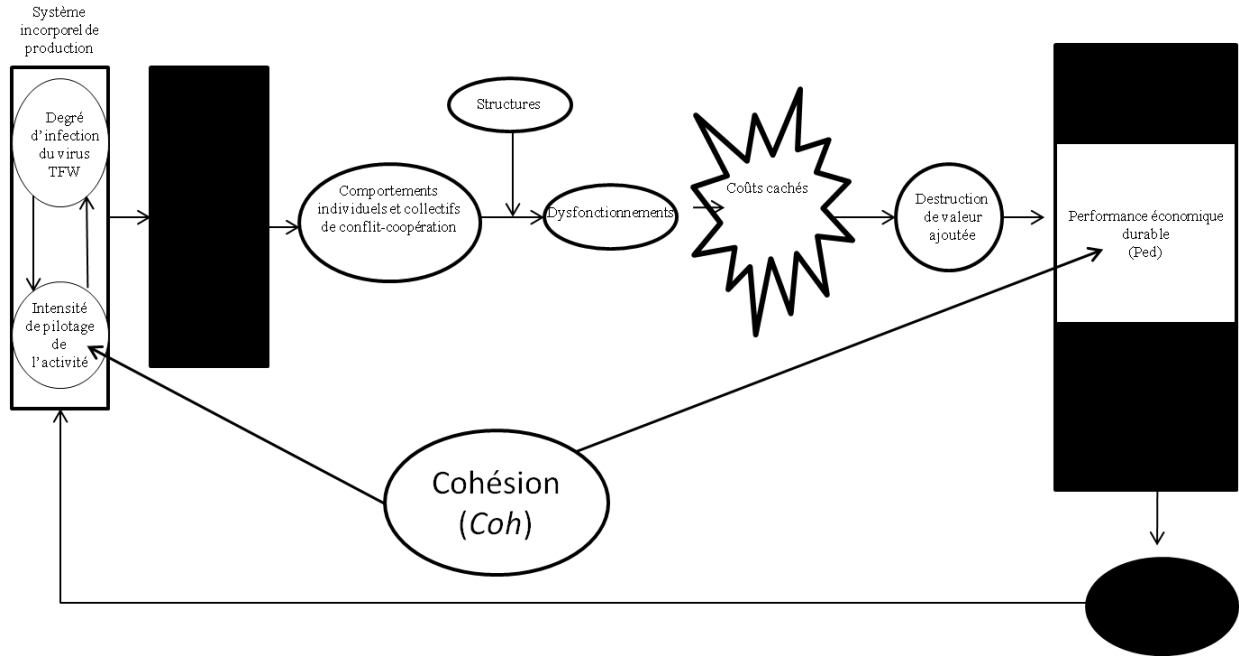 Système
incorporel de
production
Degré
d'infection
du virus
TFW
Intensité
de pilotage
de
l'activité
Comportements
individuels et collectifs
de conflit-coopération
Structures
Dysfonctionnements
Coûts cachés
Destruction
de valeur
ajoutée
Performance économique
durable
(Ped)
Cohésion
(Coh)